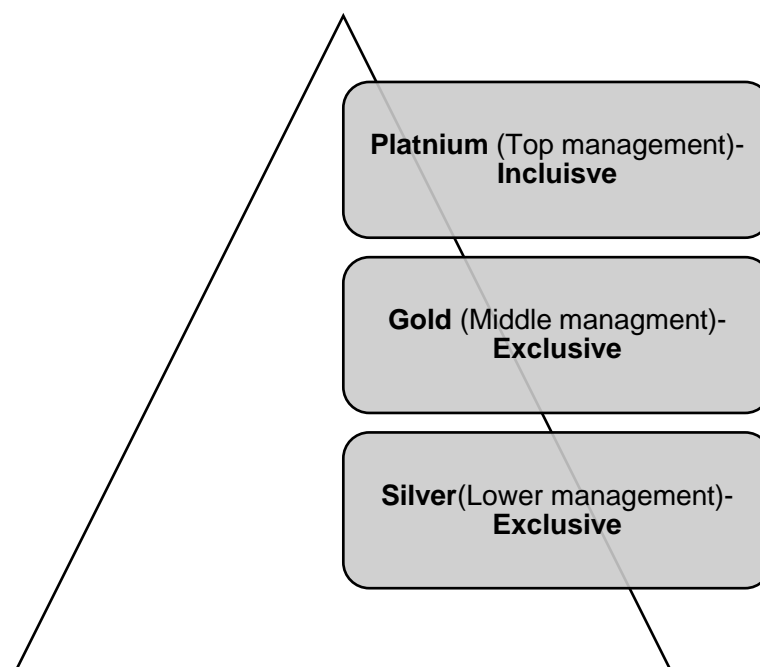 Platnium (Top management)-
Incluisve
Gold (Middle managment)-
Exclusive
Silver(Lower management)-
Exclusive